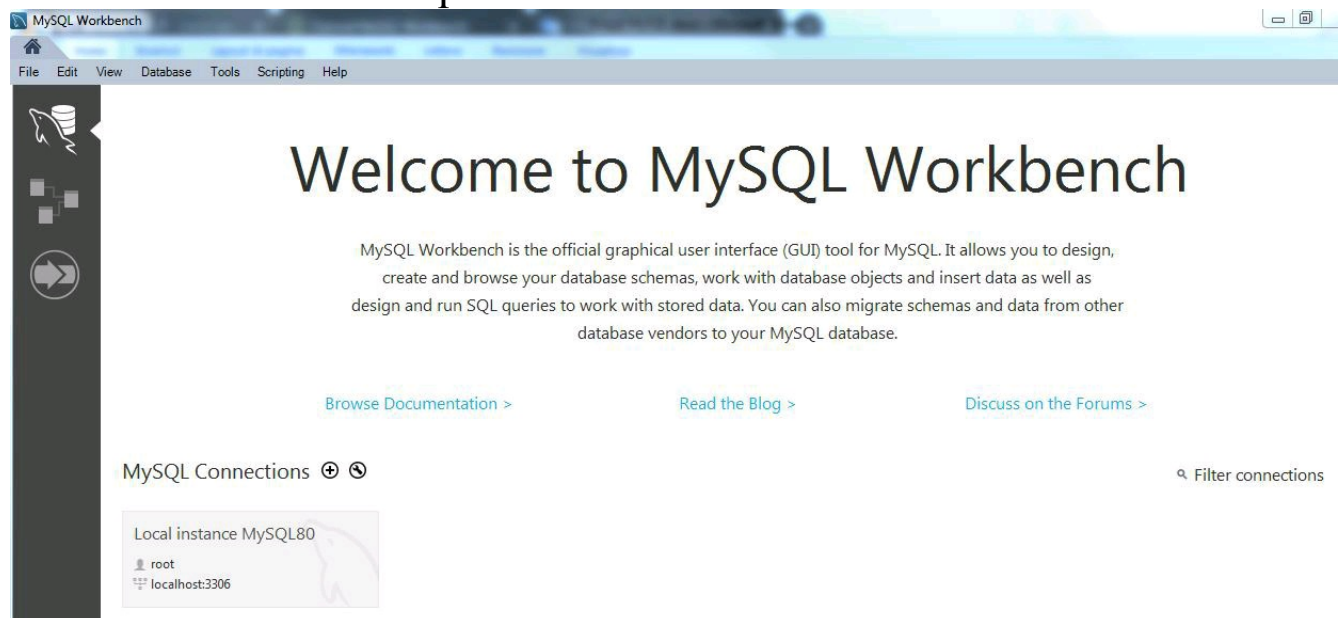 MySQL Workbench
File Edit View Database Tools Scripting Help
Welcome to MySQL Workbench
MySQL Workbench is the official graphical user interface (GUI) tool for MySQL. It allows you to design,
create and browse your database schemas, work with database objects and insert data as well as
design and run SQL queries to work with stored data. You can also migrate schemas and data from other
database vendors to your MySQL database.
Browse Documentation >
Read the Blog >
Discuss on the Forums >
MySQL Connections
Filter connections
Local instance MySQL80
root
localhost:3306